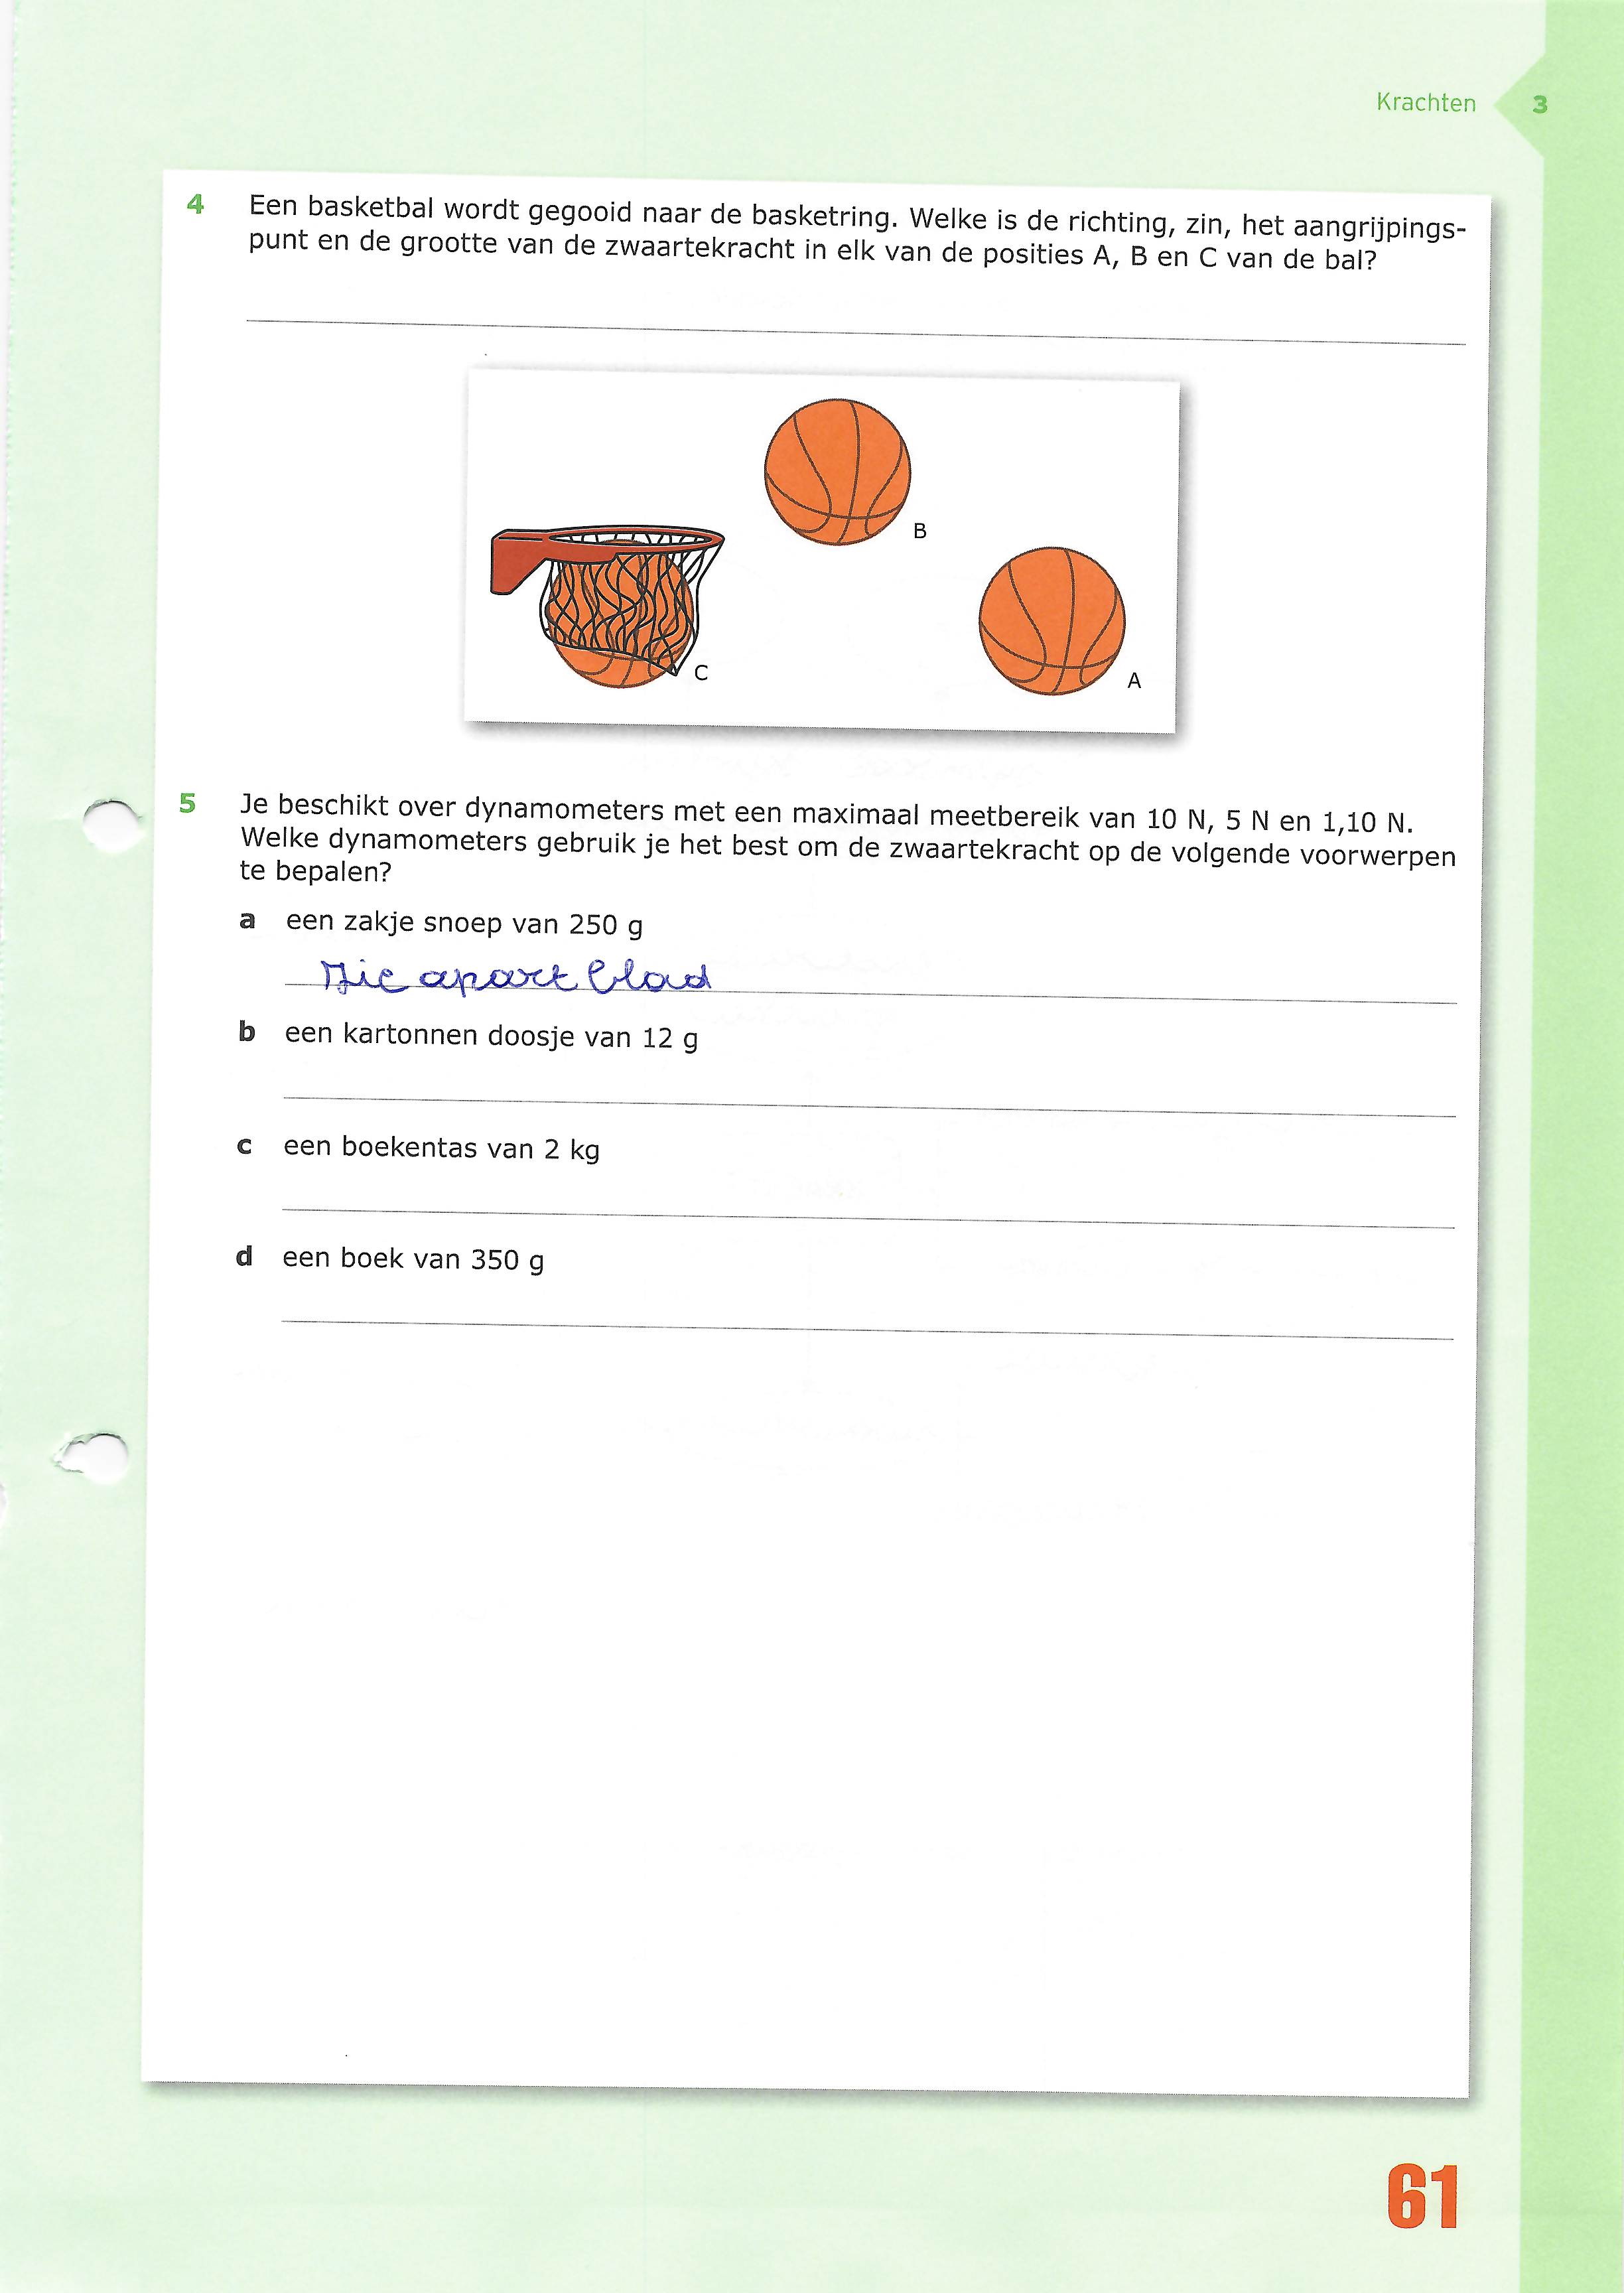 Krachten 3
4 Een basketbal wordt gegooid naar de basketring. Welke is de richting, zin, het aangrijpings-
punt en de grootte van de zwaartekracht in elk van de posities A, B en C van de bal?
B
C
A
5 Je beschikt over dynamometers met een maximaal meetbereik van 10 N, 5 N en 1,10 N.
Welke dynamometers gebruik je het best om de zwaartekracht op de volgende voorwerpen
te bepalen?
a een zakje snoep van 250 g
Zie apart blad
b een kartonnen doosje van 12 g
c een boekentas van 2 kg
d een boek van 350 g
61